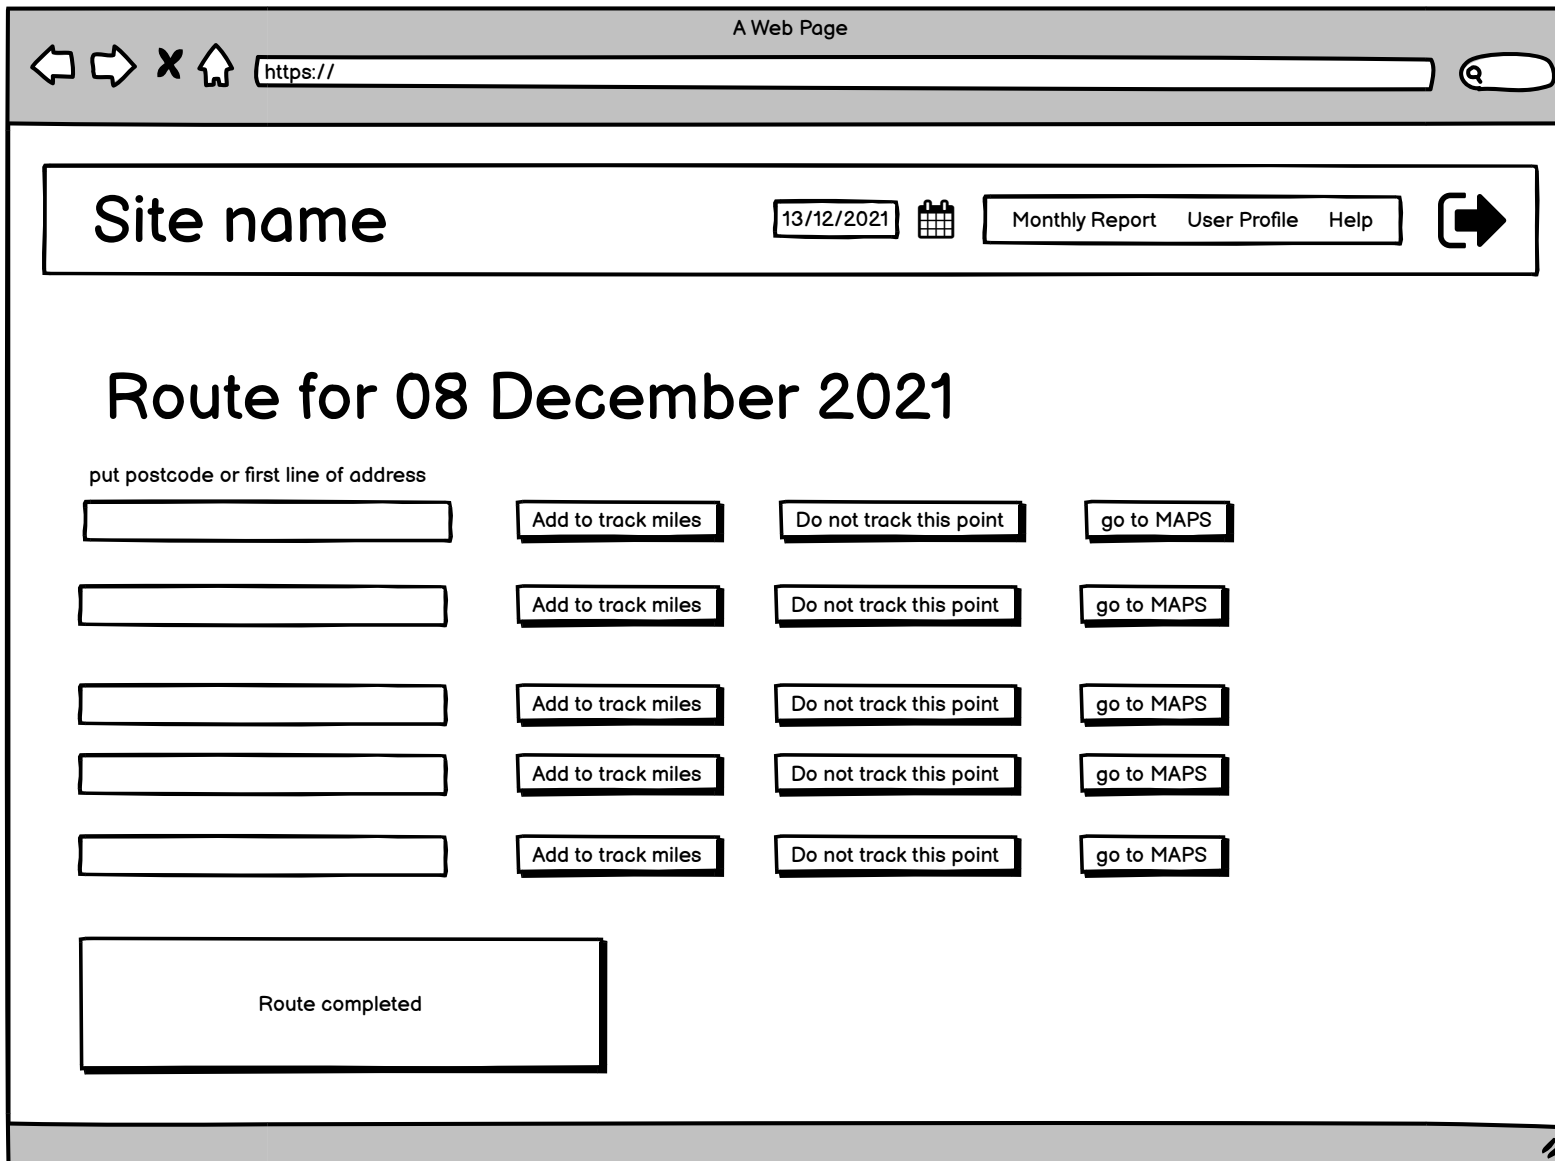 A Web Page
https://
Site name
13/12/2021
Monthly Report User Profile Help
Route for 08 December 2021
put postcode or first line of address
Add to track miles Do not track this point go to MAPS
Add to track miles Do not track this point go to MAPS
Add to track miles Do not track this point go to MAPS
Add to track miles Do not track this point go to MAPS
Add to track miles Do not track this point go to MAPS
Route completed